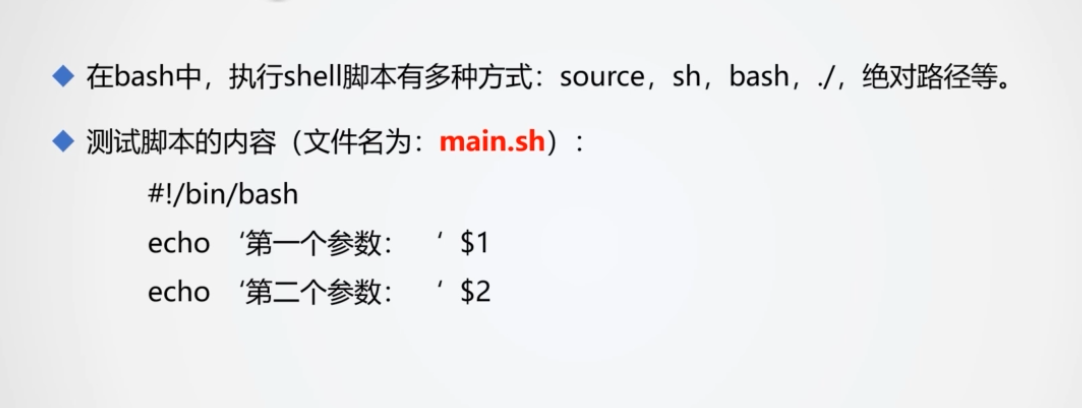 在bash中，执行shell脚本有多种方式：source，sh，bash，./，绝对路径等。
测试脚本的内容（文件名为：main.sh）：
#!/bin/bash
echo ‘第一个参数： ‘ $1
echo ‘第二个参数： ‘ $2